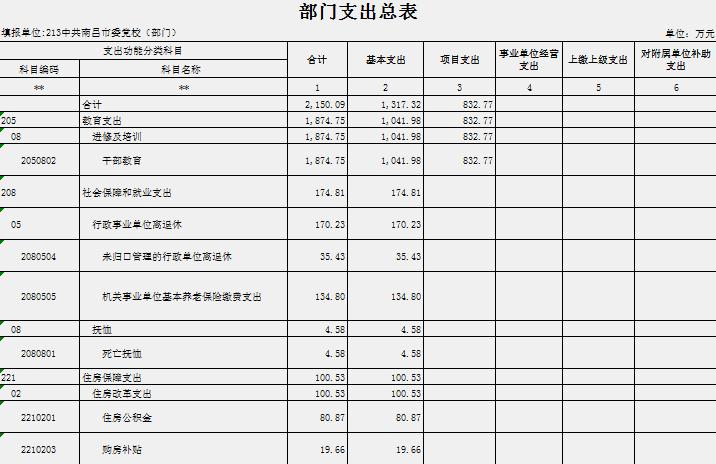 部门支出总表
填报单位:213中共南昌市委党校（部门） 单位：万元
支出功能分类科目 合计 基本支出 项目支出 事业单位经营支出 上缴上级支出 对附属单位补助支出
科目编码 科目名称
** ** 1 2 3 4 5 6
合计 2,150.09 1,317.32 832.77
205 教育支出 1,874.75 1,041.98 832.77
08 进修及培训 1,874.75 1,041.98 832.77
2050802 干部教育 1,874.75 1,041.98 832.77
208 社会保障和就业支出 174.81 174.81
05 行政事业单位离退休 170.23 170.23
2080504 未归口管理的行政单位离退休 35.43 35.43
2080505 机关事业单位基本养老保险缴费支出 134.80 134.80
08 抚恤 4.58 4.58
2080801 死亡抚恤 4.58 4.58
221 住房保障支出 100.53 100.53
02 住房改革支出 100.53 100.53
2210201 住房公积金 80.87 80.87
2210203 购房补贴 19.66 19.66